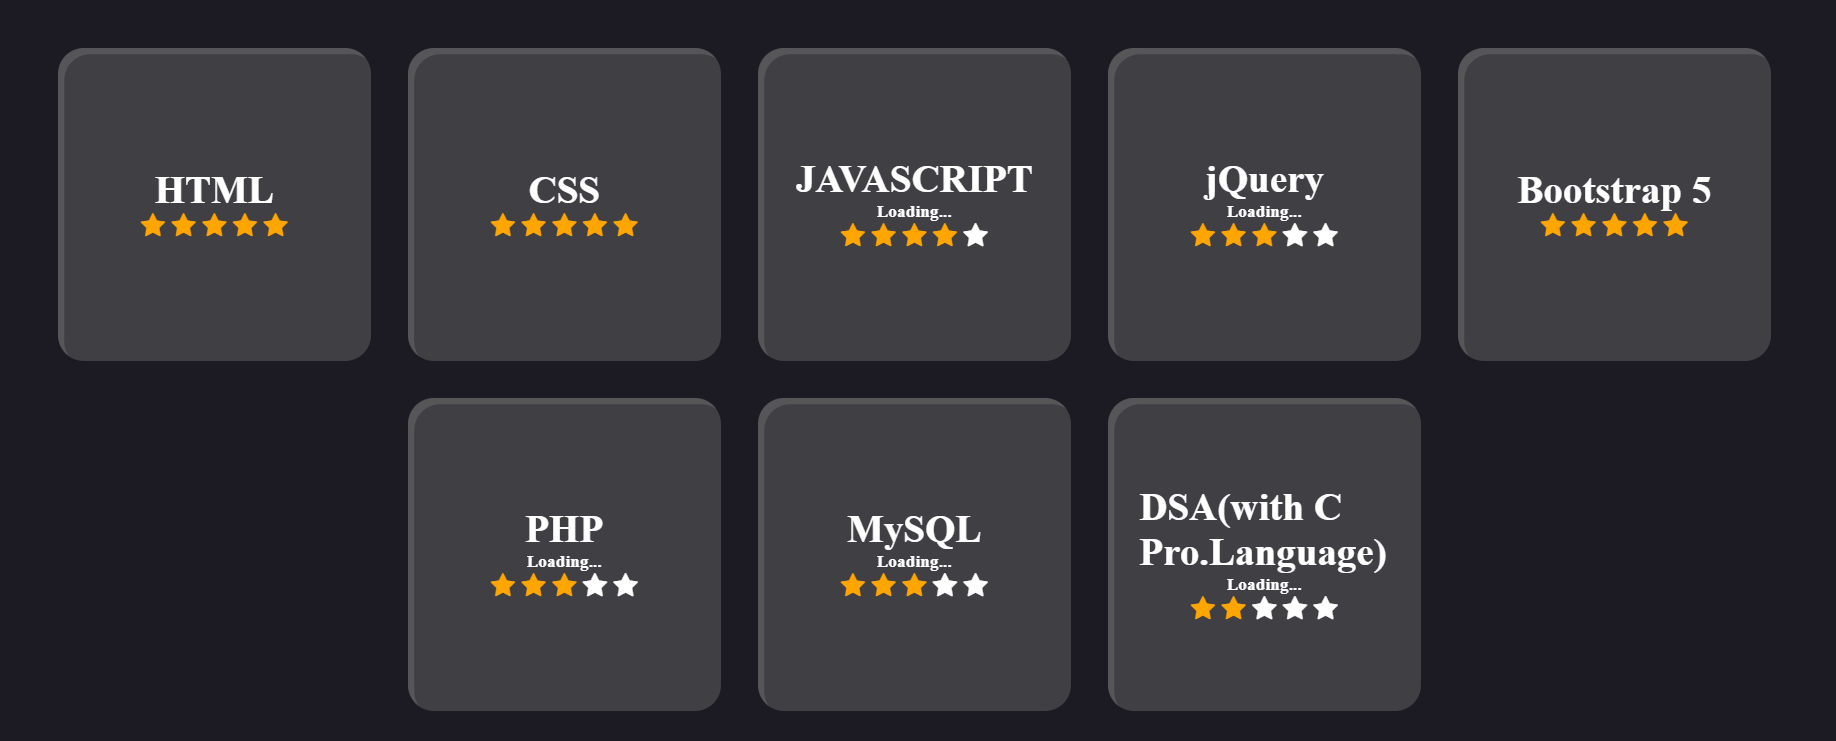 HTML
CSS
JAVASCRIPT
Loading...
jQuery
Loading...
Bootstrap 5
PHP
Loading...
MySQL
Loading...
DSA(with C
Pro.Language)
Loading...